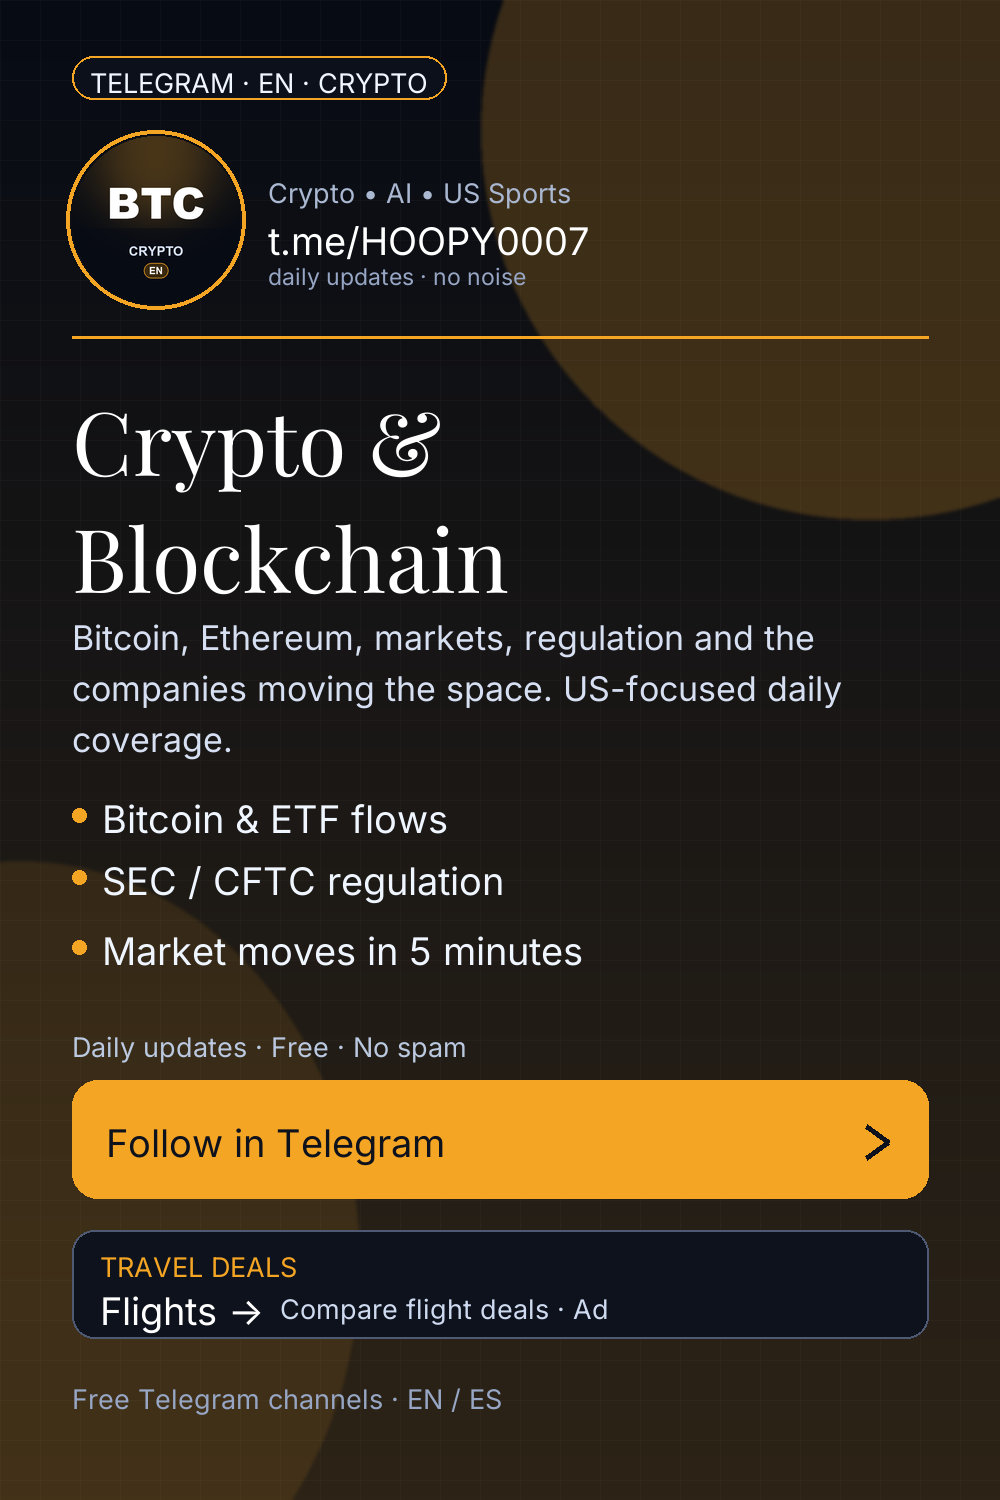 TELEGRAM · EN · CRYPTO
BTC
CRYPTO
EN
Crypto • AI • US Sports
t.me/HOOPY0007
daily updates · no noise
Crypto &
Blockchain
Bitcoin, Ethereum, markets, regulation and the
companies moving the space. US-focused daily
coverage.
• Bitcoin & ETF flows
• SEC / CFTC regulation
• Market moves in 5 minutes
Daily updates · Free · No spam
Follow in Telegram >
TRAVEL DEALS
Flights → Compare flight deals · Ad
Free Telegram channels · EN / ES